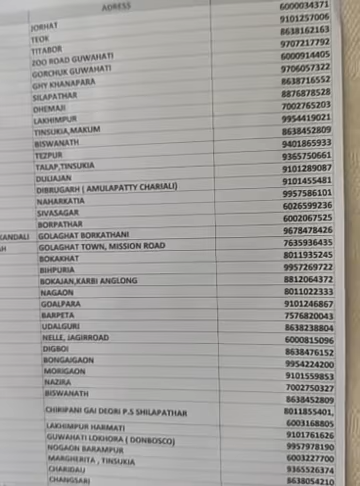 ADRESS 6000034371
JORHAT 9101257006
TEOK 8638162163
TITABOR 9707217792
ZOO ROAD GUWAHATI 6000914405
GORCHUK GUWAHATI 9706057322
GHY KHANAPARA 8638716552
SILAPATHAR 8876878528
DHEMAJI 7002765203
LAKHIMPUR 9954419021
TINSUKIA,MAKUM 8638452809
BISWANATH 9401865933
TEZPUR 9365750661
TALAP,TINSUKIA 9101289087
DULIAJAN 9101455481
DIBRUGARH ( AMULAPATTY CHARIALI) 9957586101
NAHARKATIA 6026599236
SIVASAGAR 6002067525
BORPATHAR 9678478426
KANDALI GOLAGHAT BORKATHANI 7635936435
GH GOLAGHAT TOWN, MISSION ROAD 8011935245
BOKAKHAT 9957269722
BIHPURIA 8812064372
BOKAJAN,KARBI ANGLONG 8011022333
NAGAON 9101246867
GOALPARA 7576820043
BARPETA 8638238804
UDALGURI 6000815096
NELLE, JAGIRROAD 8638476152
DIGBOI 9954224200
BONGAIGAON 9101559853
MORIGAON 7002750327
NAZIRA 8638452809
BISWANATH 8011855401,
CHIRIPANI GAI DEORI P.S SHILAPATHAR 6003168805
LAKHIMPUR HARMATI 9101761626
GUWAHATI LOKHORA ( DONBOSCO) 9957978190
NOGAON BARAMPUR 6003227700
MARGHERITA , TINSUKIA 9365526374
CHARIDAIJ 8638054210
CHANGSARI